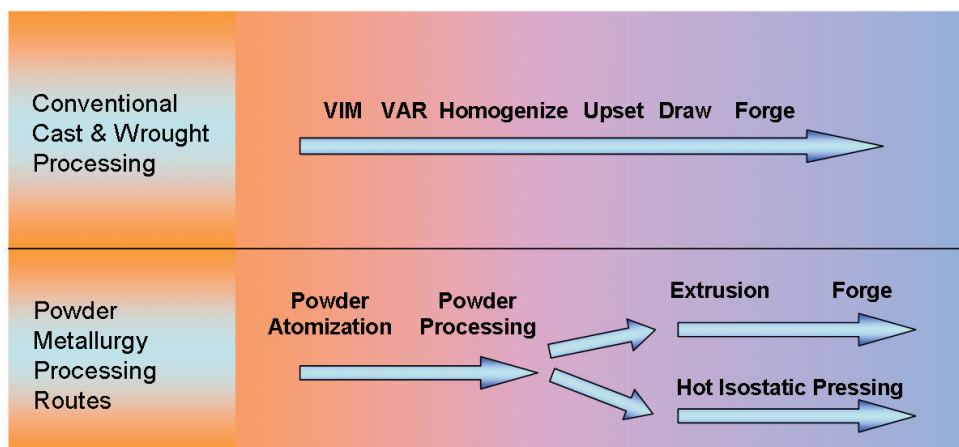 Conventional
Cast & Wrought
Processing
VIM VAR Homogenize Upset Draw Forge
Powder
Metallurgy
Processing
Routes
Powder
Atomization
Powder
Processing
Extrusion Forge
Hot Isostatic Pressing